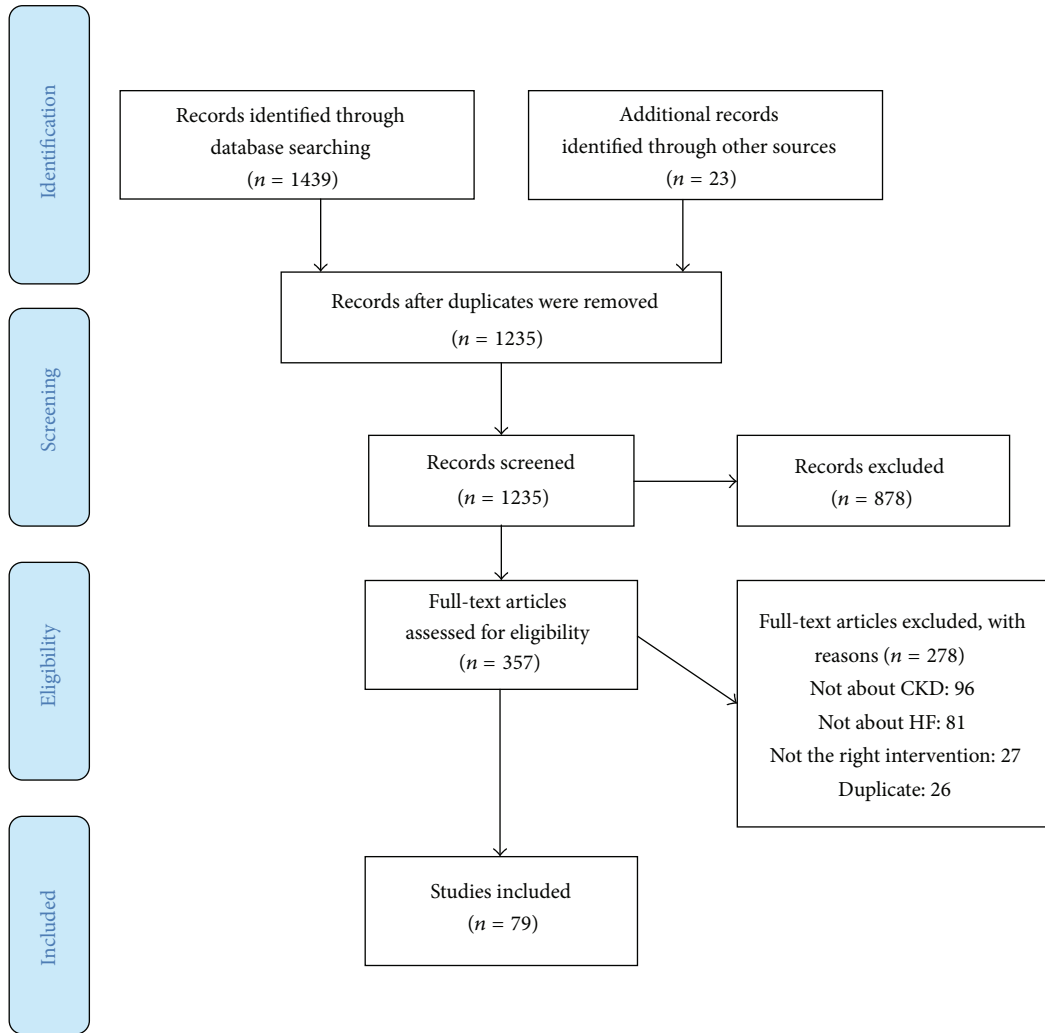 Identification
Records identified through
database searching
(n = 1439)
Additional records
identified through other sources
(n = 23)
Records after duplicates were removed
(n = 1235)
Screening
Records screened
(n = 1235)
Records excluded
(n = 878)
Eligibility
Full-text articles
assessed for eligibility
(n = 357)
Full-text articles excluded, with
reasons (n = 278)
Not about CKD: 96
Not about HF: 81
Not the right intervention: 27
Duplicate: 26
Included
Studies included
(n = 79)